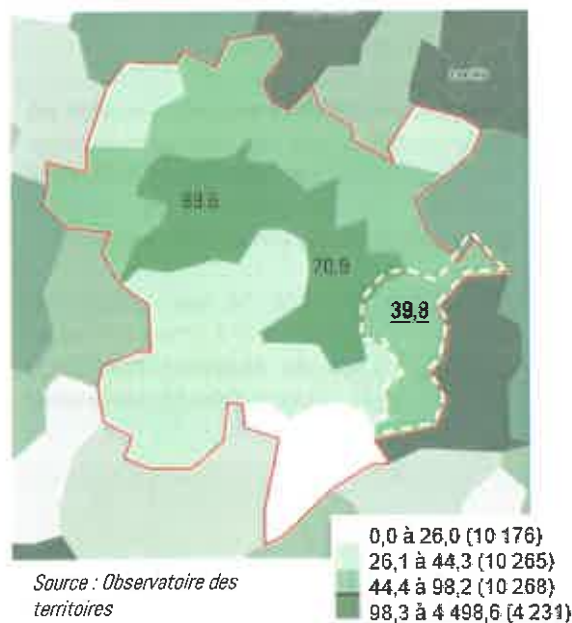 70,9
39,8
0,0 à 26,0 (10 176)
26,1 à 44,3 (10 265)
44,4 à 98,2 (10 268)
98,3 à 4 498,6 (4 231)
Source : Observatoire des
territoires